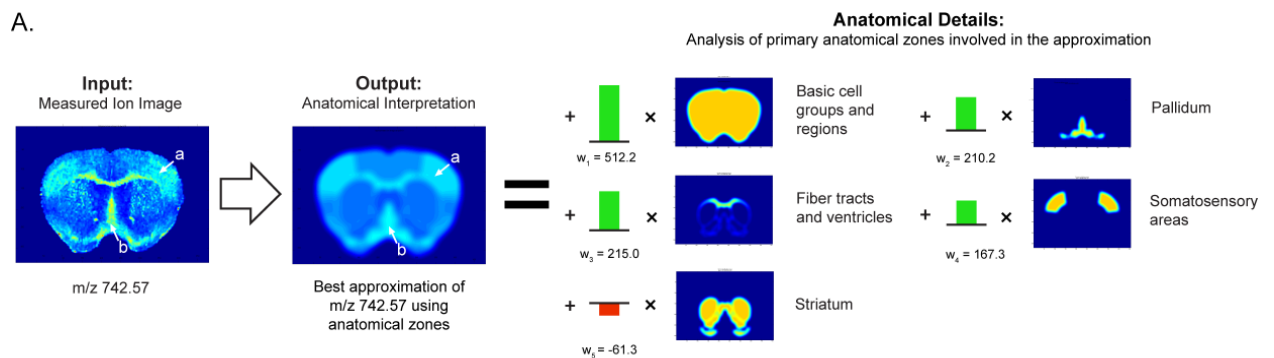 A.
Anatomical Details:
Analysis of primary anatomical zones involved in the approximation
Input:
Measured Ion Image
Output:
Anatomical Interpretation
a
b
a
b
m/z 742.57
Best approximation of
m/z 742.57 using
anatomical zones
=
+
×
w₁ = 512.2
Basic cell
groups and
regions
+
×
w₂ = 210.2
Pallidum
+
×
w₃ = 215.0
Fiber tracts
and ventricles
+
×
w₄ = 167.3
Somatosensory
areas
+
×
w₅ = -61.3
Striatum